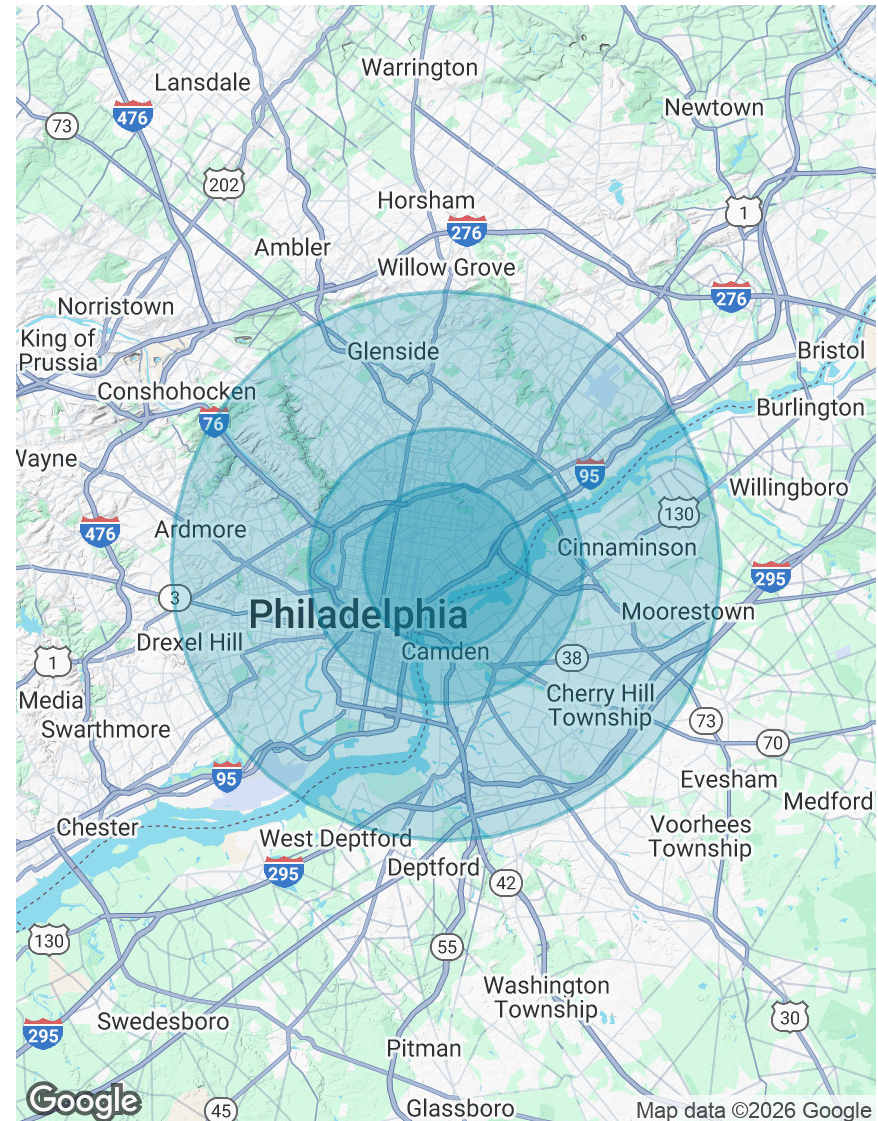 Warrington
Lansdale
476
Newtown
73
202
Horsham
1
276
Ambler
Willow Grove
276
Norristown
King of
Prussia
Glenside
Bristol
Conshohocken
Burlington
76
Wayne
95
Willingboro
130
476
Ardmore
Cinnaminson
295
3
Philadelphia
Moorestown
Drexel Hill
Camden
38
1
Media
Cherry Hill
Township
73
Swarthmore
70
95
Evesham
Medford
Chester
West Deptford
Voorhees
Township
295
Deptford
42
130
55
Washington
Township
Swedesboro
30
295
Pitman
Google
45
Glassboro
Map data ©2026 Google